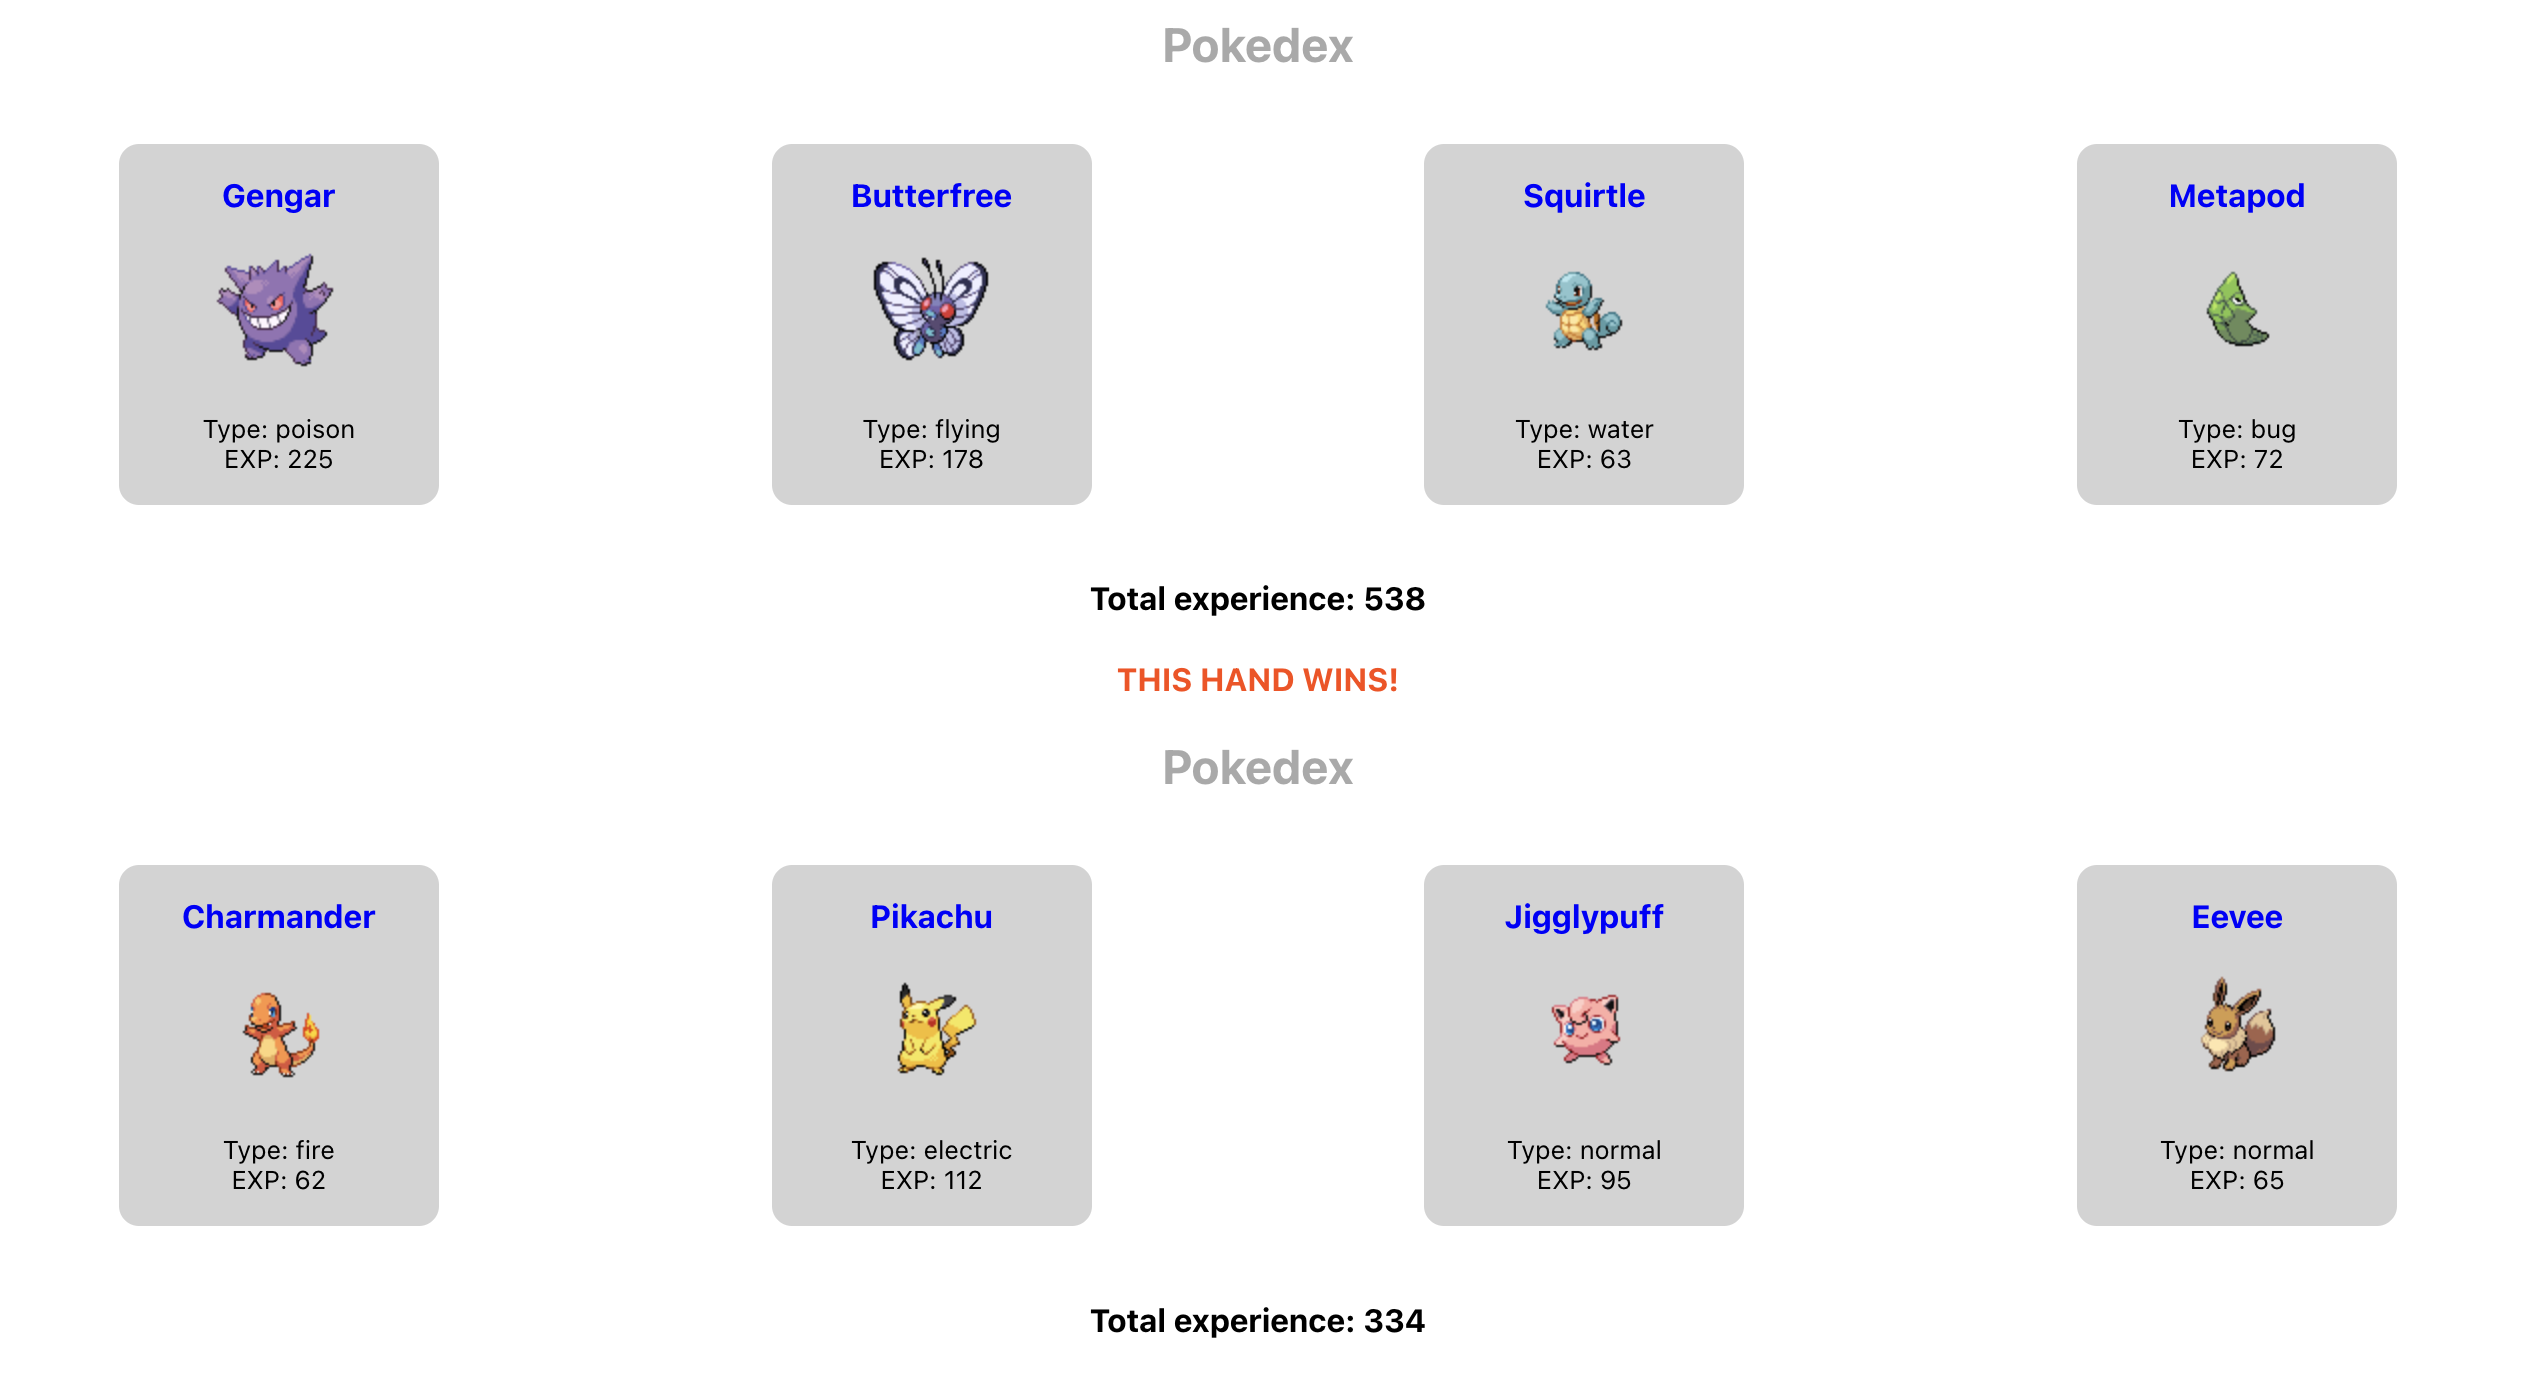 Pokedex
Gengar
Type: poison
EXP: 225
Butterfree
Type: flying
EXP: 178
Squirtle
Type: water
EXP: 63
Metapod
Type: bug
EXP: 72
Total experience: 538
THIS HAND WINS!
Pokedex
Charmander
Type: fire
EXP: 62
Pikachu
Type: electric
EXP: 112
Jigglypuff
Type: normal
EXP: 95
Eevee
Type: normal
EXP: 65
Total experience: 334